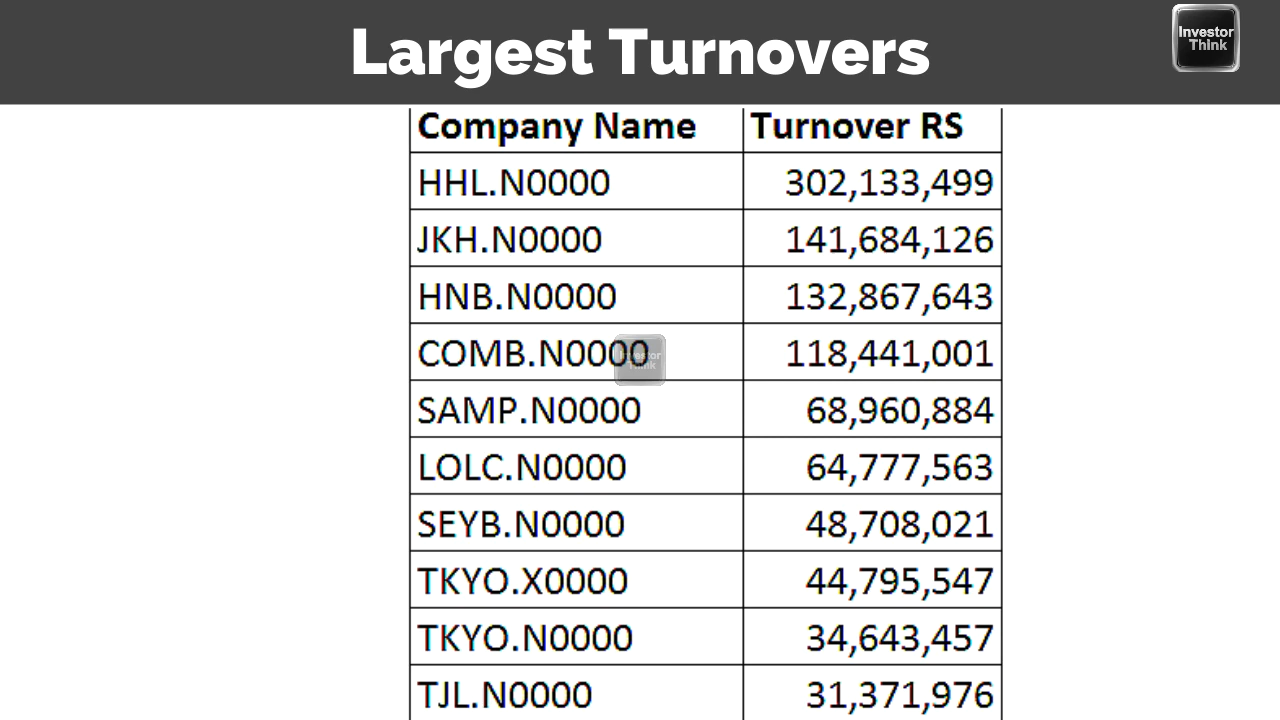 Largest Turnovers
Investor
Think
Company Name Turnover RS
HHL.N0000 302,133,499
JKH.N0000 141,684,126
HNB.N0000 132,867,643
COMB.N0000 118,441,001
Investor
Think
SAMP.N0000 68,960,884
LOLC.N0000 64,777,563
SEYB.N0000 48,708,021
TKYO.X0000 44,795,547
TKYO.N0000 34,643,457
TJL.N0000 31,371,976